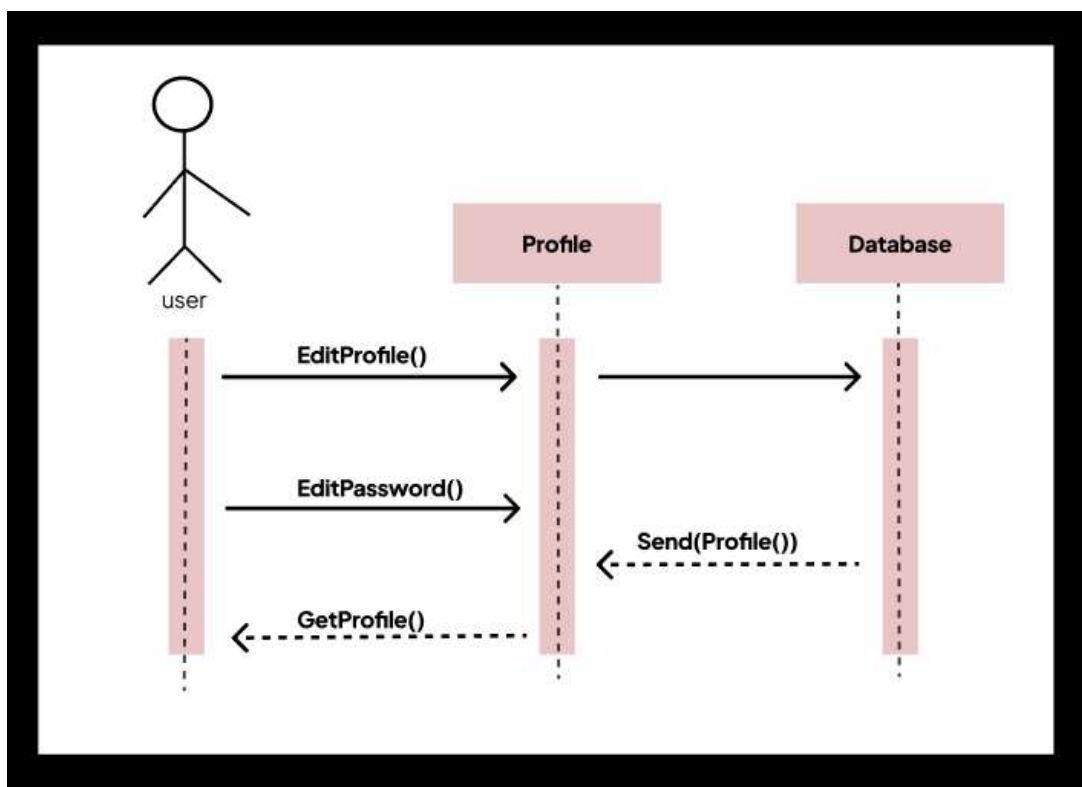 user
Profile
Database
EditProfile()
EditPassword()
Send(Profile())
GetProfile()